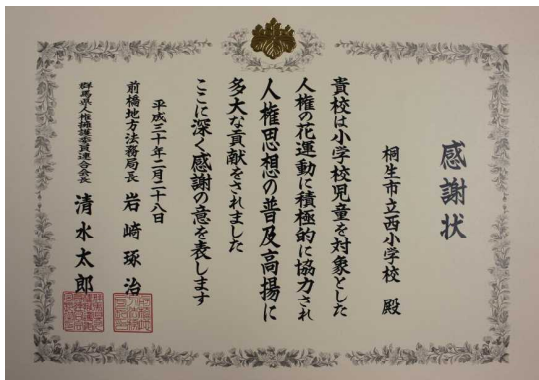 感謝状
桐生市立西小学校 殿
貴校は小学校児童を対象とした
人権の花運動に積極的に協力され
人権思想の普及高揚に
多大な貢献をされました
ここに深く感謝の意を表します
平成三十年二月二十八日
前橋地方法務局長 岩崎琢治
群馬県人権擁護委員連合会長 清水太郎